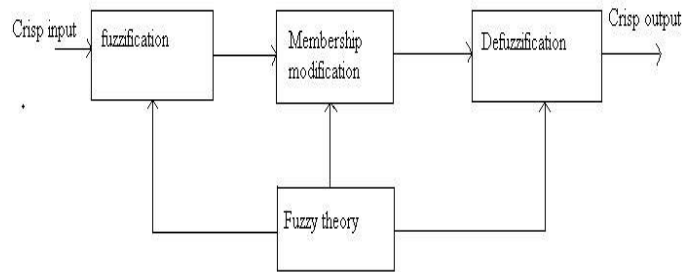 Crisp input
fuzzification
Membership
modification
Defuzzification
Crisp output
Fuzzy theory